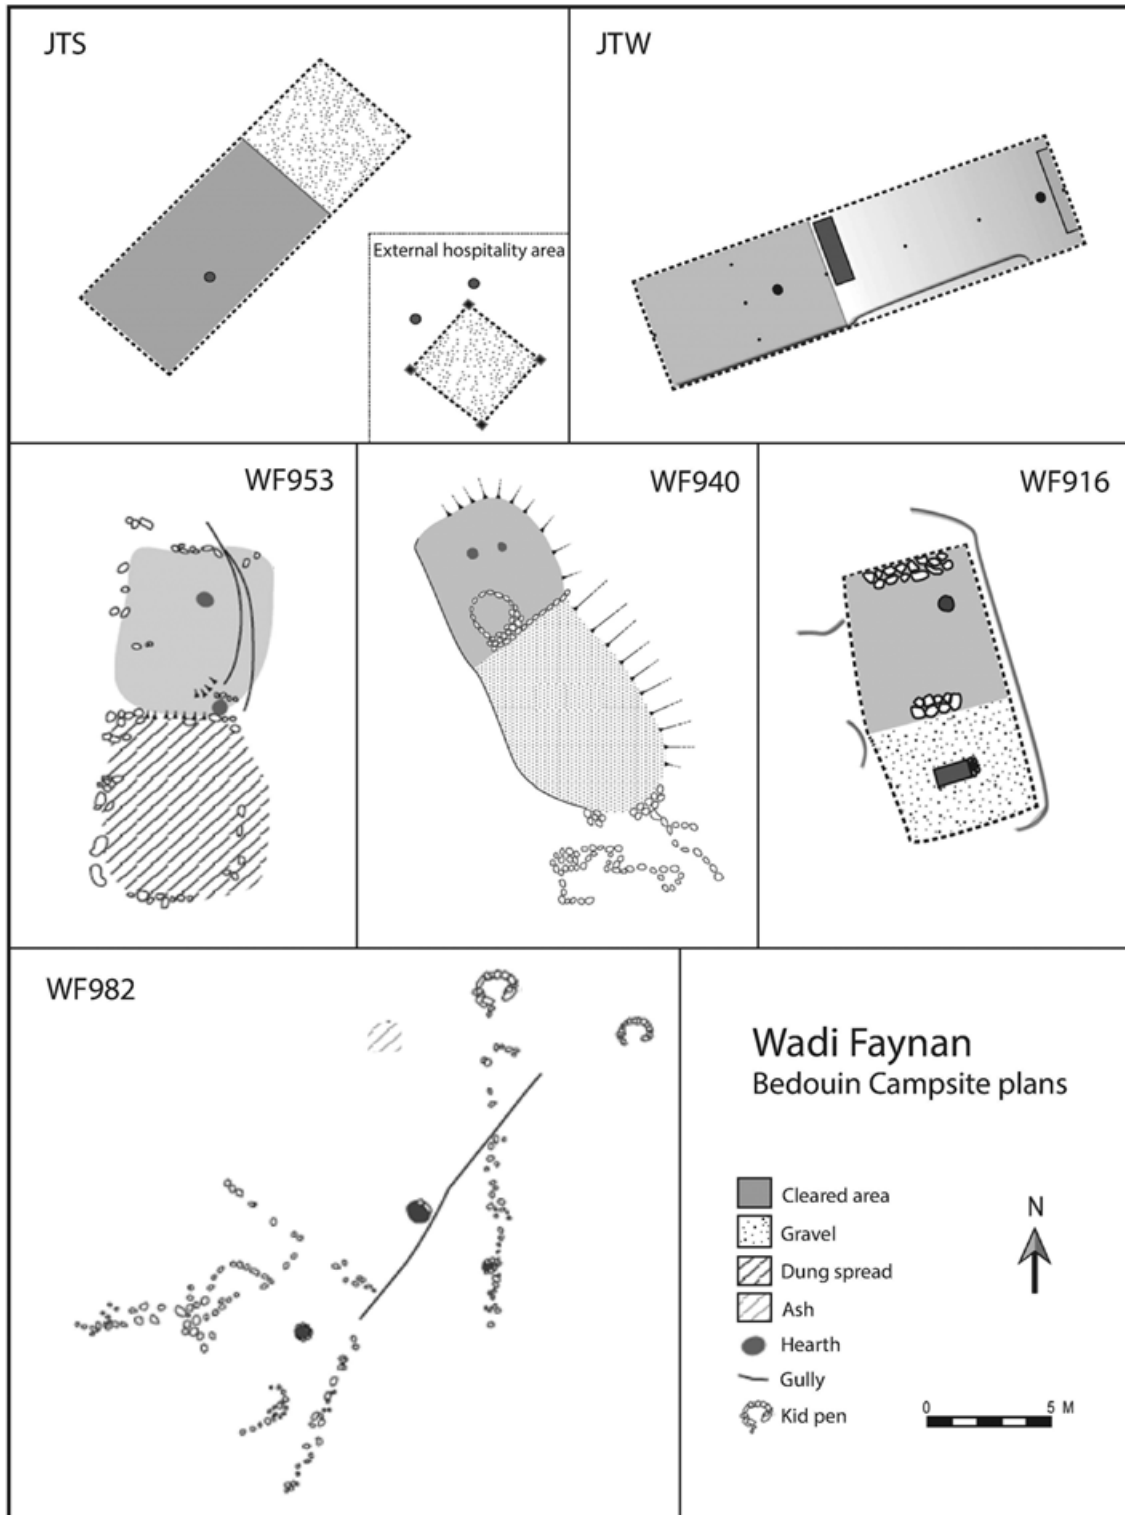 JTS
JTW
External hospitality area
WF953
WF940
WF916
WF982
Wadi Faynan
Bedouin Campsite plans
Cleared area
Gravel
Dung spread
Ash
Hearth
Gully
Kid pen
N
0 5 M